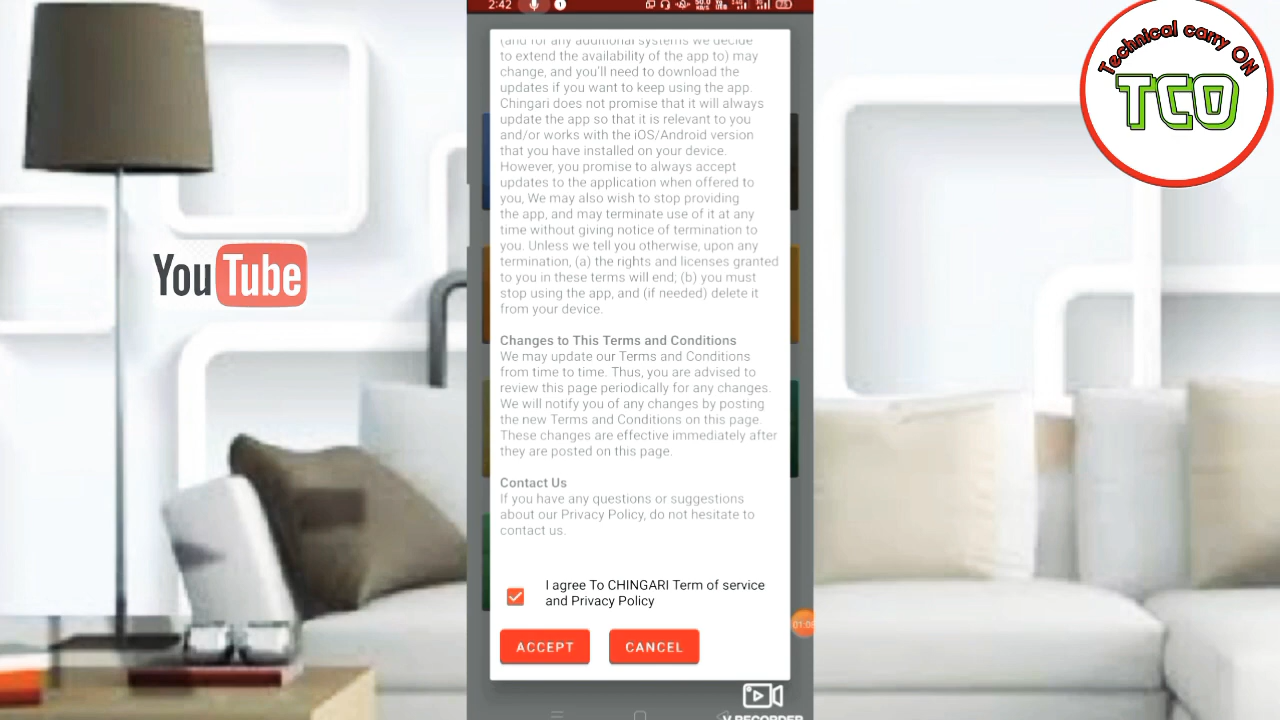 2:42
Technical carry ON
TCO
YouTube
(and for any additional systems we decide
to extend the availability of the app to) may
change, and you'll need to download the
updates if you want to keep using the app.
Chingari does not promise that it will always
update the app so that it is relevant to you
and/or works with the iOS/Android version
that you have installed on your device.
However, you promise to always accept
updates to the application when offered to
you, We may also wish to stop providing
the app, and may terminate use of it at any
time without giving notice of termination to
you. Unless we tell you otherwise, upon any
termination, (a) the rights and licenses granted
to you in these terms will end; (b) you must
stop using the app, and (if needed) delete it
from your device.
Changes to This Terms and Conditions
We may update our Terms and Conditions
from time to time. Thus, you are advised to
review this page periodically for any changes.
We will notify you of any changes by posting
the new Terms and Conditions on this page.
These changes are effective immediately after
they are posted on this page.
Contact Us
If you have any questions or suggestions
about our Privacy Policy, do not hesitate to
contact us.
I agree To CHINGARI Term of service
and Privacy Policy
ACCEPT CANCEL
V RECORDER